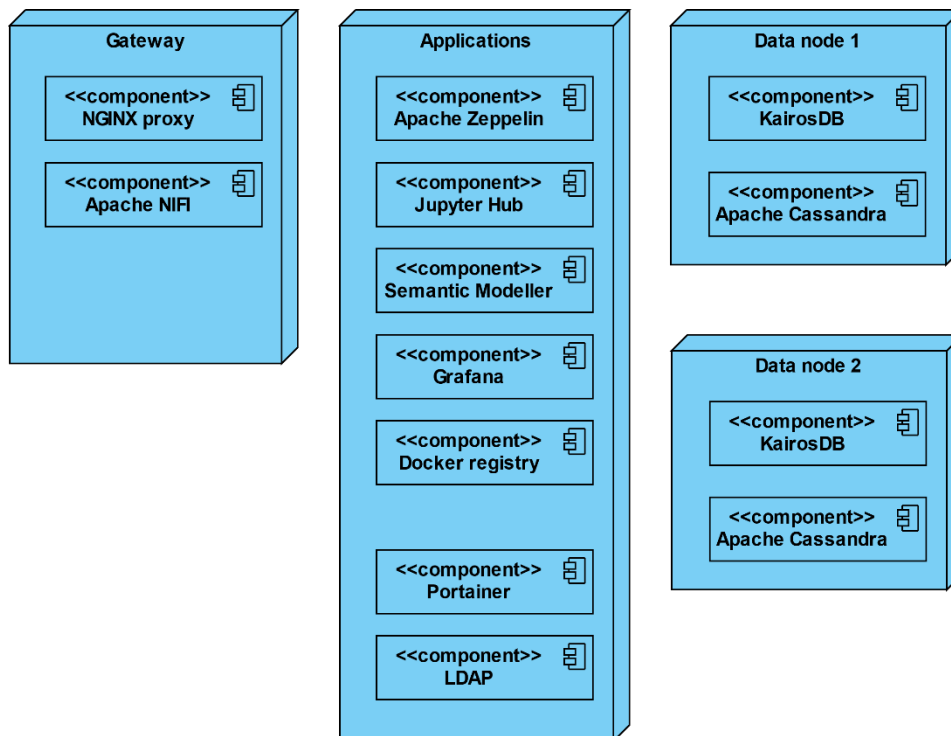 Gateway
<<component>>
NGINX proxy
<<component>>
Apache NIFI
Applications
<<component>>
Apache Zeppelin
<<component>>
Jupyter Hub
<<component>>
Semantic Modeller
<<component>>
Grafana
<<component>>
Docker registry
<<component>>
Portainer
<<component>>
LDAP
Data node 1
<<component>>
KairosDB
<<component>>
Apache Cassandra
Data node 2
<<component>>
KairosDB
<<component>>
Apache Cassandra